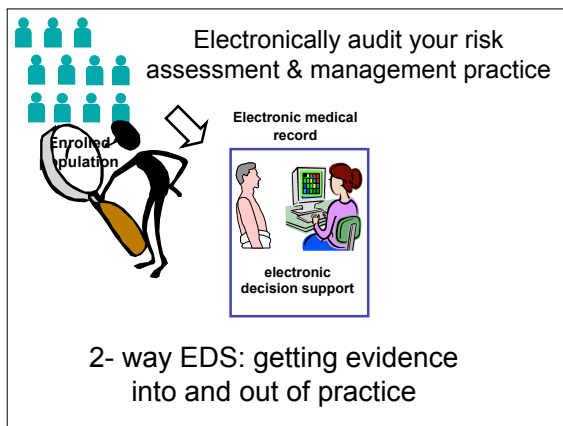 Electronically audit your risk
assessment & management practice
Electronic medical
record
Enrolled
population
electronic
decision support
2- way EDS: getting evidence
into and out of practice